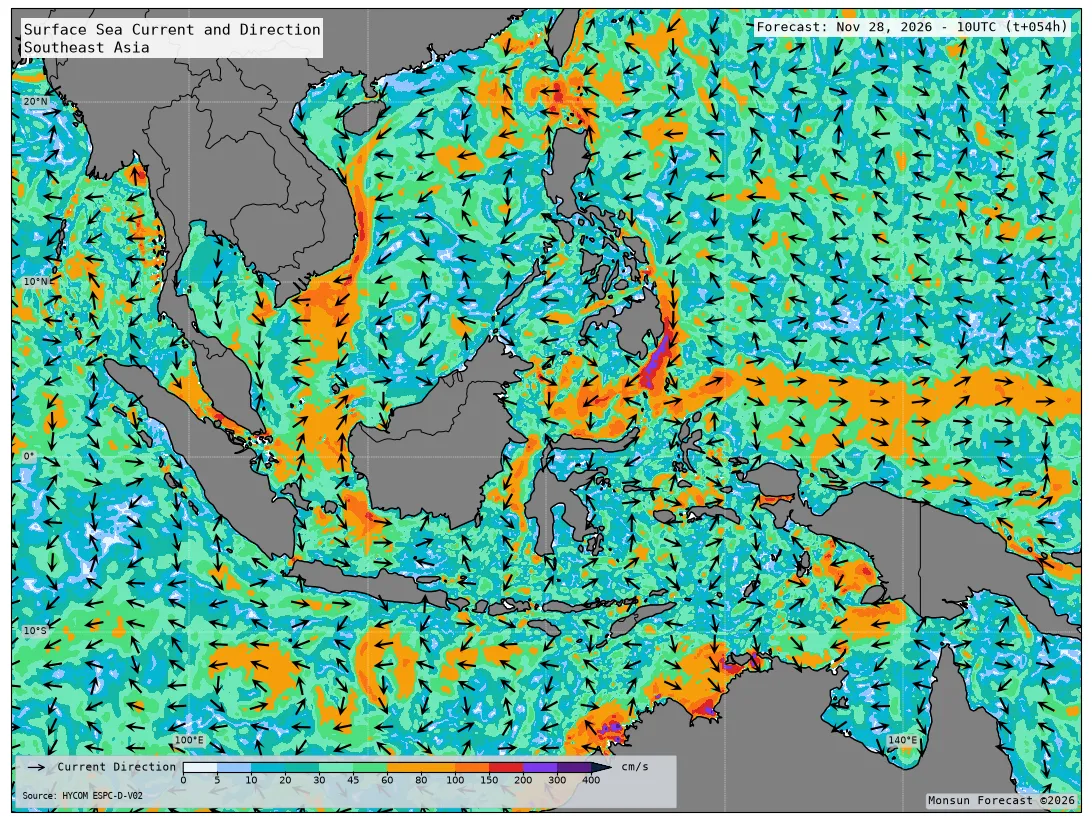 Surface Sea Current and Direction
Southeast Asia
Forecast: Nov 28, 2026 - 10UTC (t+054h)
20°N
10°N
0°
10°S
100°E
140°E
Current Direction
0 5 10 20 30 45 60 80 100 150 200 300 400 cm/s
Source: HYCOM ESPC-D-V02
Monsun Forecast ©2026